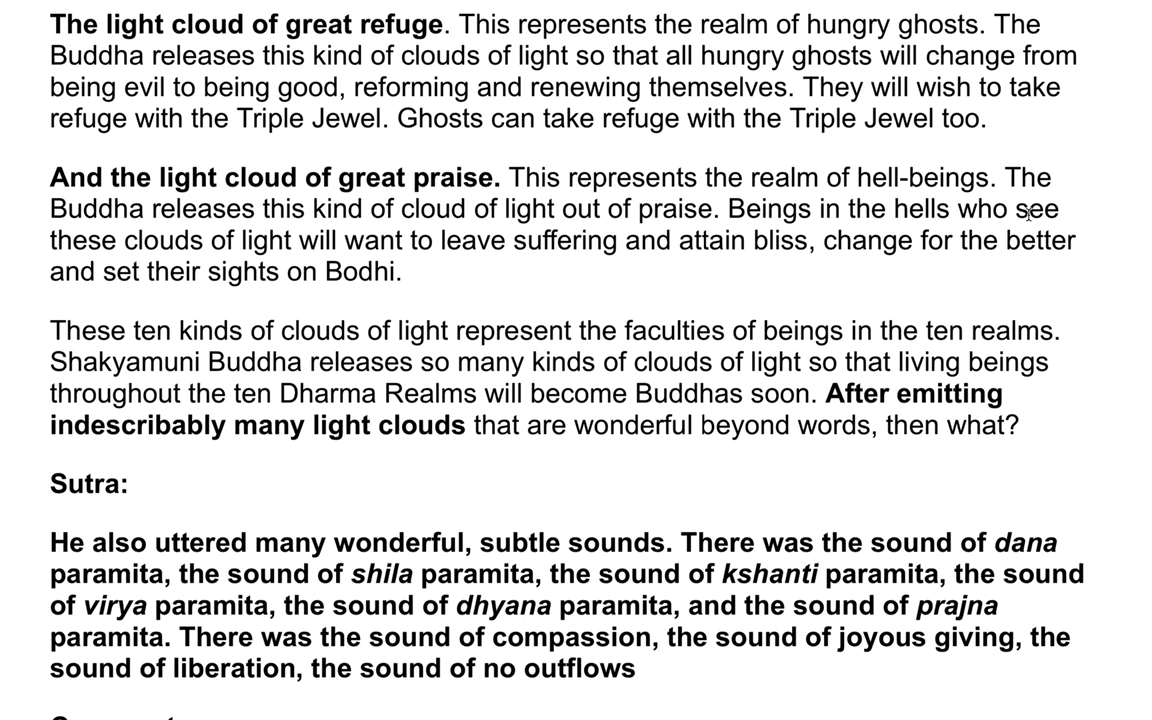 The light cloud of great refuge. This represents the realm of hungry ghosts. The
Buddha releases this kind of clouds of light so that all hungry ghosts will change from
being evil to being good, reforming and renewing themselves. They will wish to take
refuge with the Triple Jewel. Ghosts can take refuge with the Triple Jewel too.
And the light cloud of great praise. This represents the realm of hell-beings. The
Buddha releases this kind of cloud of light out of praise. Beings in the hells who see
these clouds of light will want to leave suffering and attain bliss, change for the better
and set their sights on Bodhi.
These ten kinds of clouds of light represent the faculties of beings in the ten realms.
Shakyamuni Buddha releases so many kinds of clouds of light so that living beings
throughout the ten Dharma Realms will become Buddhas soon. After emitting
indescribably many light clouds that are wonderful beyond words, then what?
Sutra:
He also uttered many wonderful, subtle sounds. There was the sound of dana
paramita, the sound of shila paramita, the sound of kshanti paramita, the sound
of virya paramita, the sound of dhyana paramita, and the sound of prajna
paramita. There was the sound of compassion, the sound of joyous giving, the
sound of liberation, the sound of no outflows